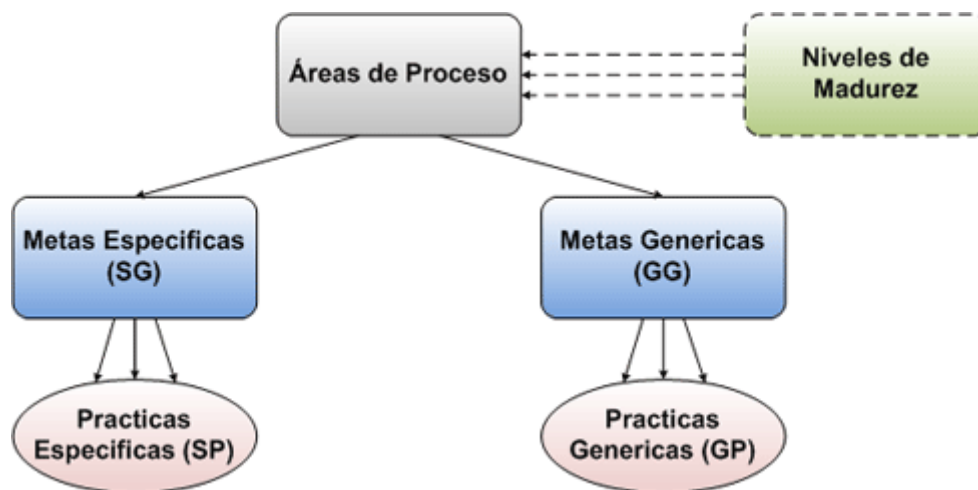 Áreas de Proceso
Niveles de
Madurez
Metas Especificas
(SG)
Metas Genericas
(GG)
Practicas
Especificas (SP)
Practicas
Genericas (GP)